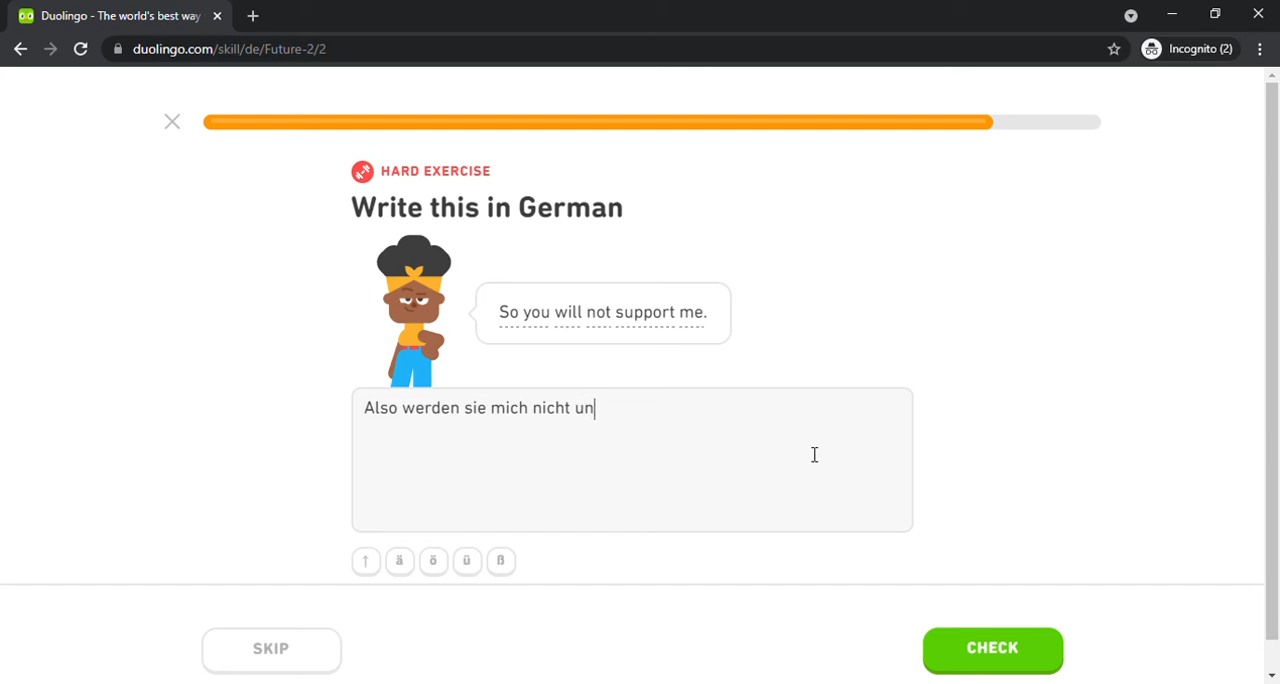 Duolingo - The world's best way
duolingo.com/skill/de/Future-2/2
Incognito (2)
HARD EXERCISE
Write this in German
So you will not support me.
Also werden sie mich nicht un
↑ ä ö ü ß
SKIP
CHECK